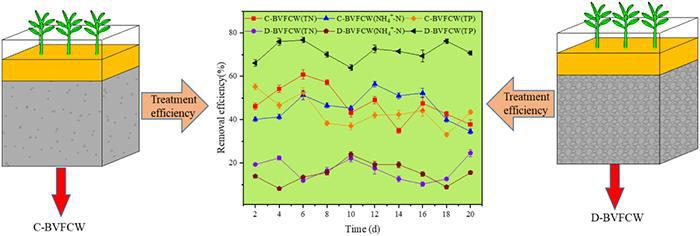 C-BVFCW(TN) C-BVFCW(NH₄⁺-N) C-BVFCW(TP)
D-BVFCW(TN) D-BVFCW(NH₄⁺-N) D-BVFCW(TP)
80
60
40
20
Removal effciency(%)
2 4 6 8 10 12 14 16 18 20
Time (d)
Treatment
efficiency
Treatment
efficiency
C-BVFCW
D-BVFCW